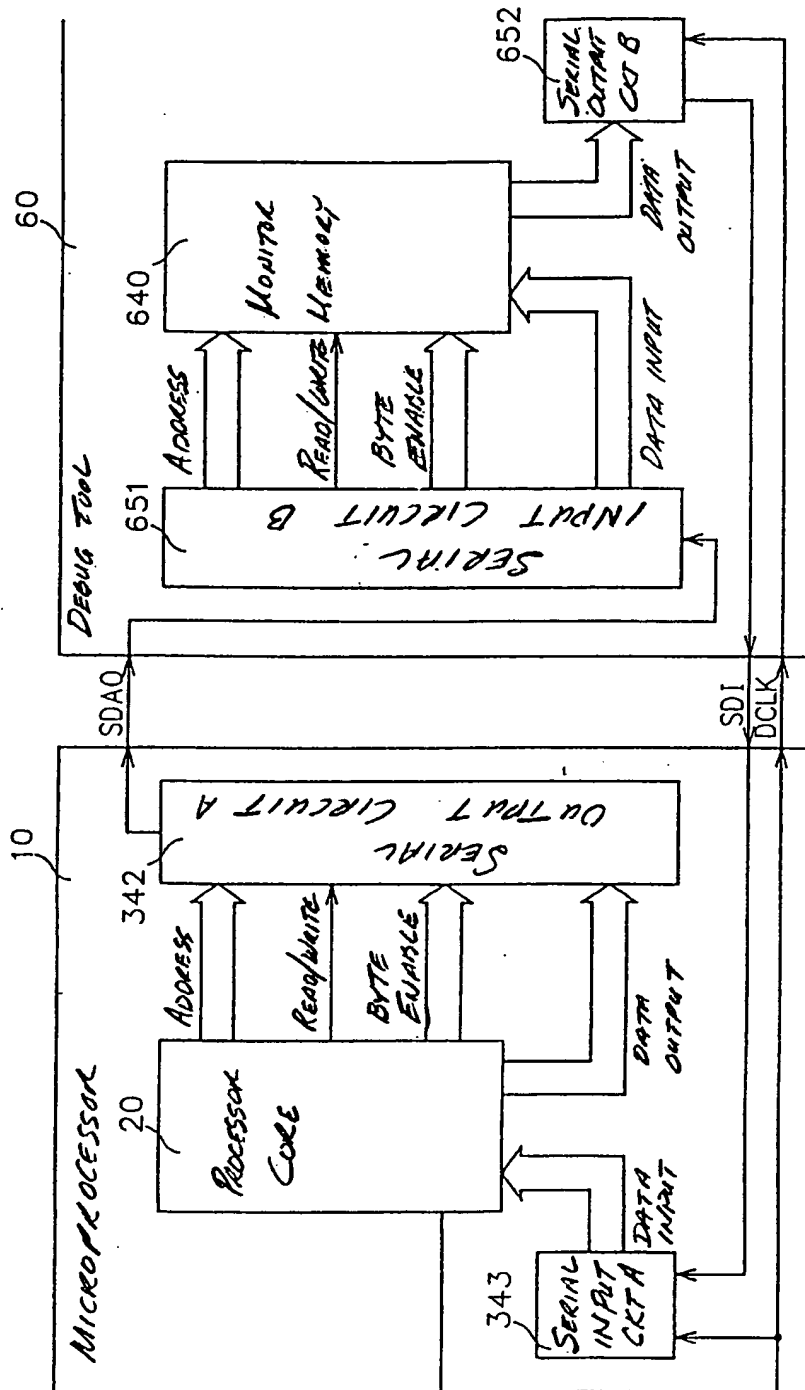 MICROPROCESSOR
10
20
PROCESSOR
CORE
ADDRESS
READ/WRITE
BYTE
ENABLE
DATA
OUTPUT
342
SERIAL
OUTPUT CIRCUIT A
343
SERIAL
INPUT
CKT A
DATA
INPUT
SDAO
SDI
DCLK
DEBUG TOOL
60
651
SERIAL
INPUT CIRCUIT B
ADDRESS
READ/WRITE
BYTE
ENABLE
DATA INPUT
640
MONITOR
MEMORY
DATA
OUTPUT
652
SERIAL
OUTPUT
CKT B